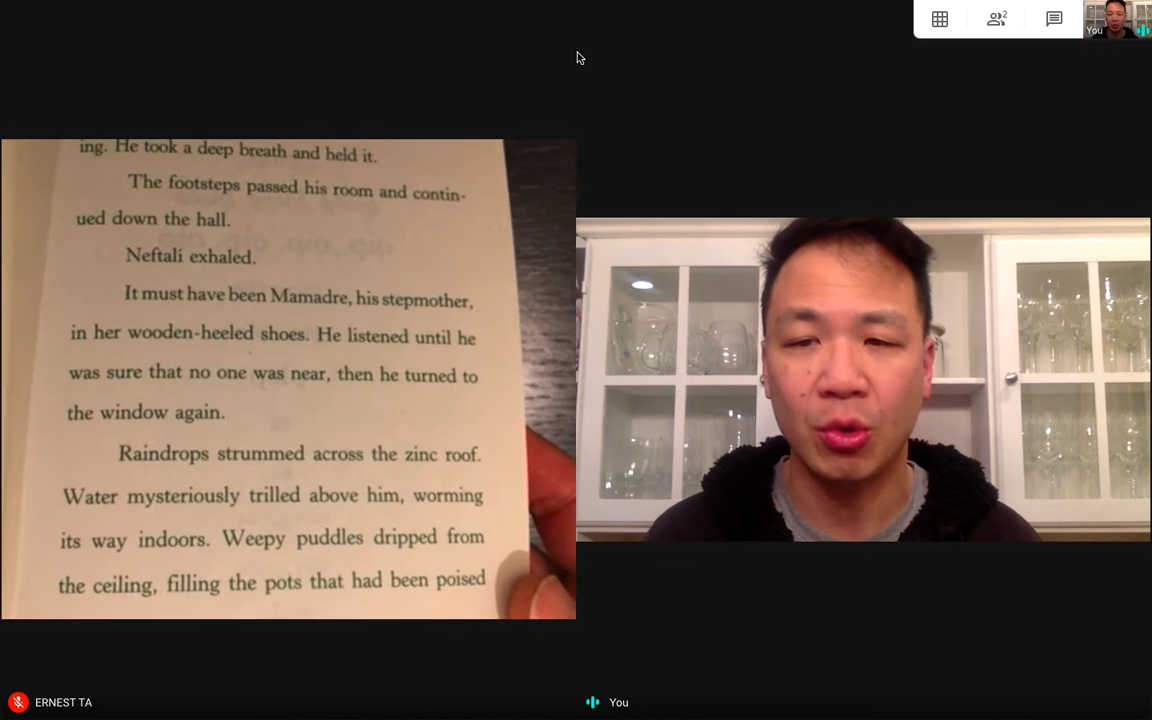 2
You
ing. He took a deep breath and held it.
The footsteps passed his room and contin-
ued down the hall.
Neftalí exhaled.
It must have been Mamadre, his stepmother,
in her wooden-heeled shoes. He listened until he
was sure that no one was near, then he turned to
the window again.
Raindrops strummed across the zinc roof.
Water mysteriously trilled above him, worming
its way indoors. Weepy puddles dripped from
the ceiling, filling the pots that had been poised
ERNEST TA
You